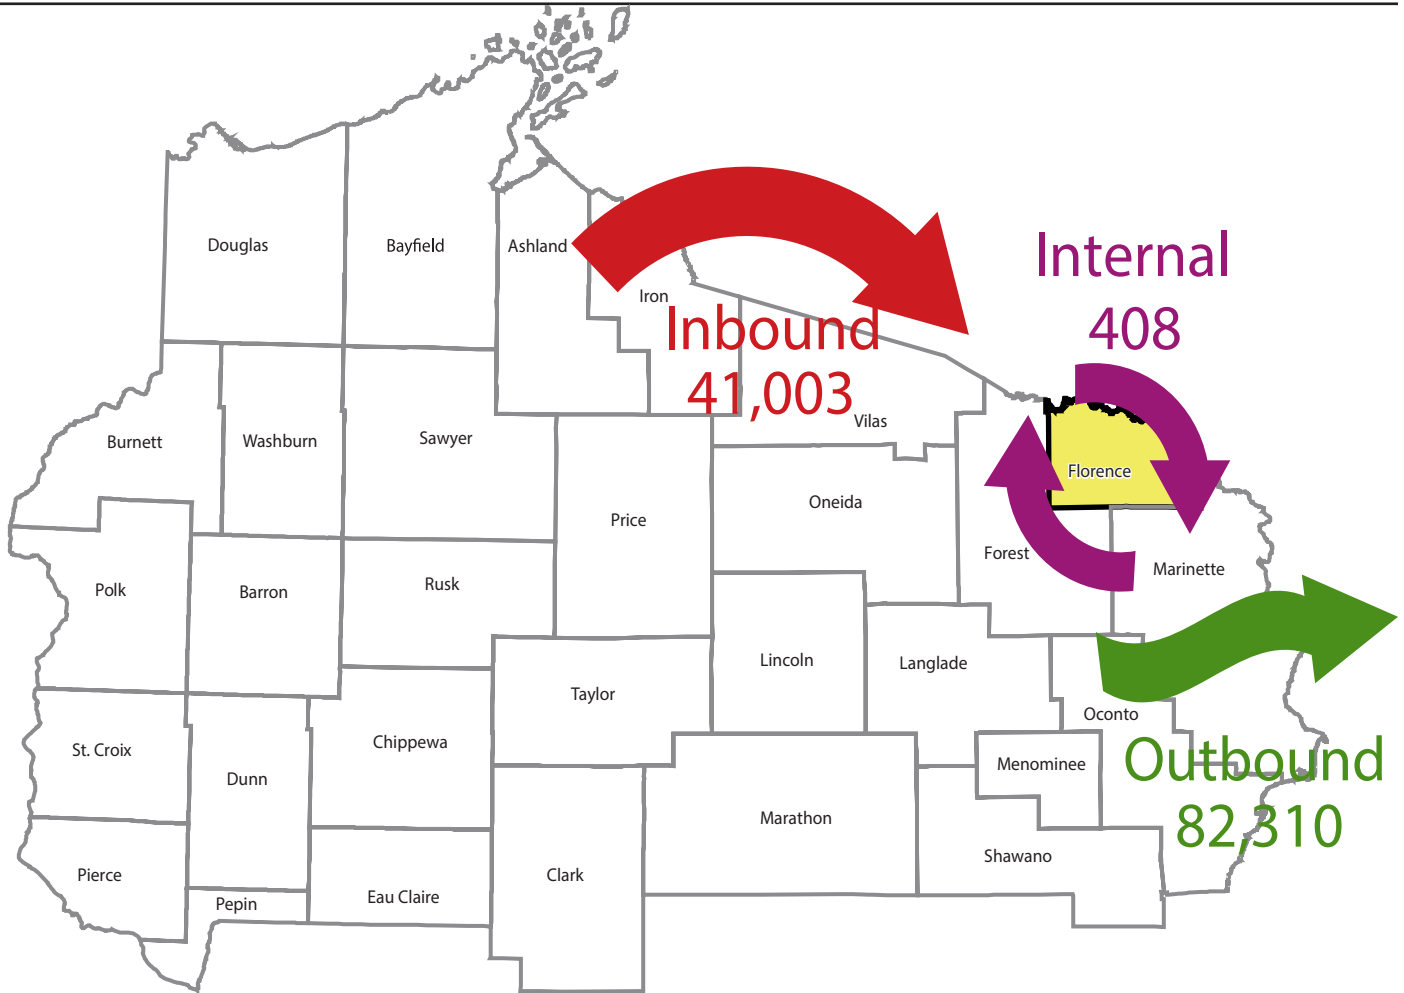 Douglas
Bayfield
Ashland
Iron
Internal
408
Inbound
41,003
Vilas
Burnett
Washburn
Sawyer
Florence
Price
Oneida
Forest
Marinette
Polk
Barron
Rusk
Lincoln
Langlade
Taylor
Oconto
St. Croix
Chippewa
Dunn
Menominee
Outbound
82,310
Marathon
Shawano
Pierce
Clark
Pepin
Eau Claire